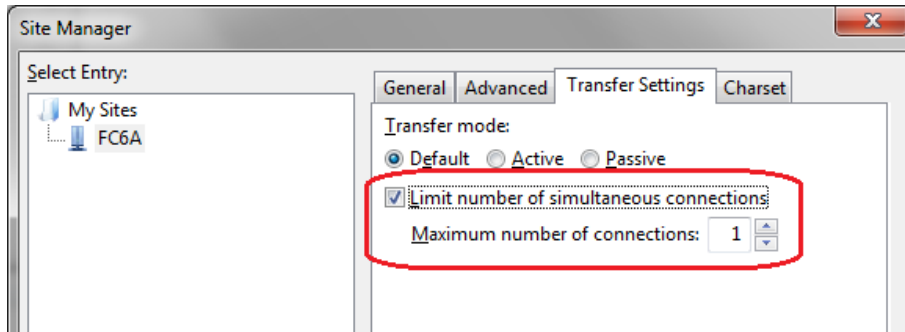 Site Manager
Select Entry:
My Sites
FC6A
General Advanced Transfer Settings Charset
Transfer mode:
Default Active Passive
Limit number of simultaneous connections
Maximum number of connections: 1